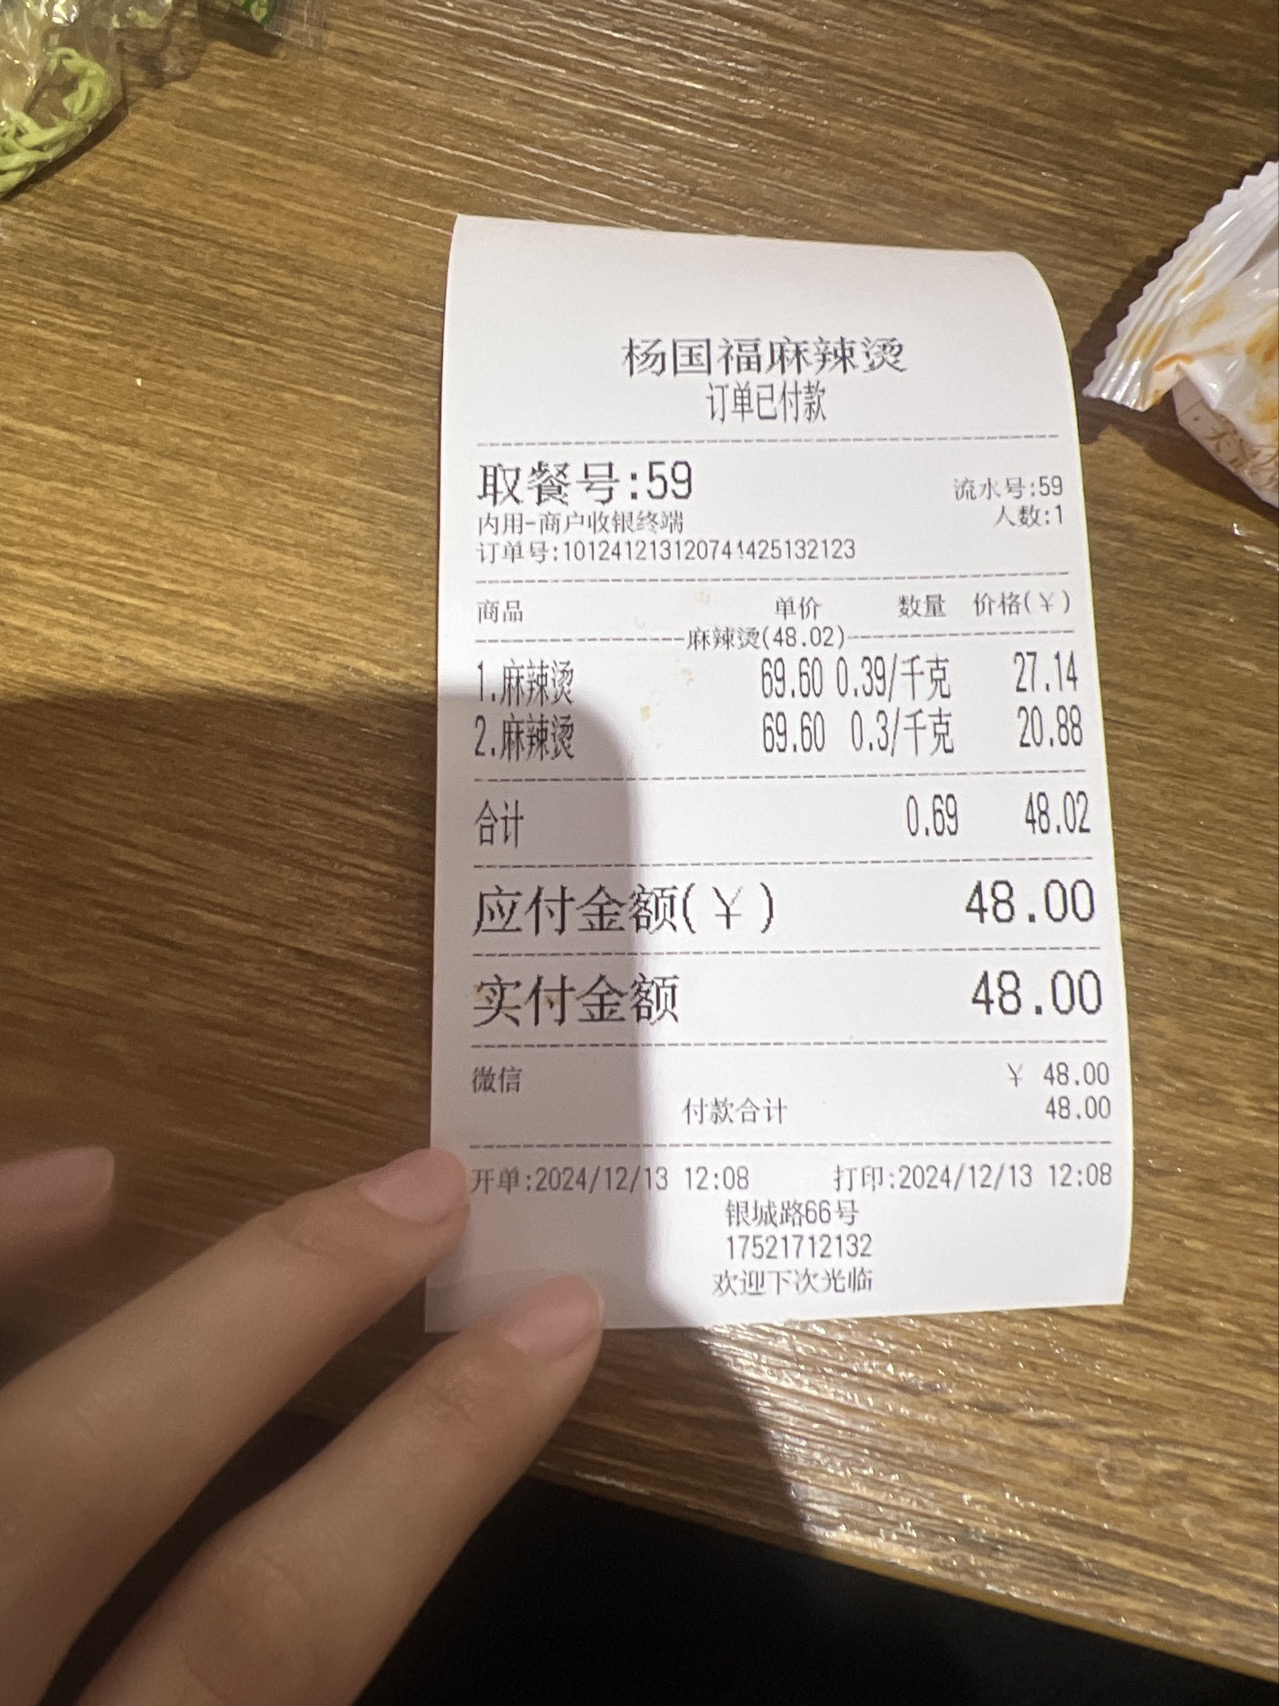 杨国福麻辣烫
订单已付款
取餐号:59 流水号:59
内用-商户收银终端 人数:1
订单号:101241213120741425132123
商品 单价 数量 价格(¥)
麻辣烫(48.02)
1.麻辣烫 69.60 0.39/千克 27.14
2.麻辣烫 69.60 0.3/千克 20.88
合计 0.69 48.02
应付金额(¥) 48.00
实付金额 48.00
微信 ¥ 48.00
付款合计 48.00
开单:2024/12/13 12:08 打印:2024/12/13 12:08
银城路66号
17521712132
欢迎下次光临